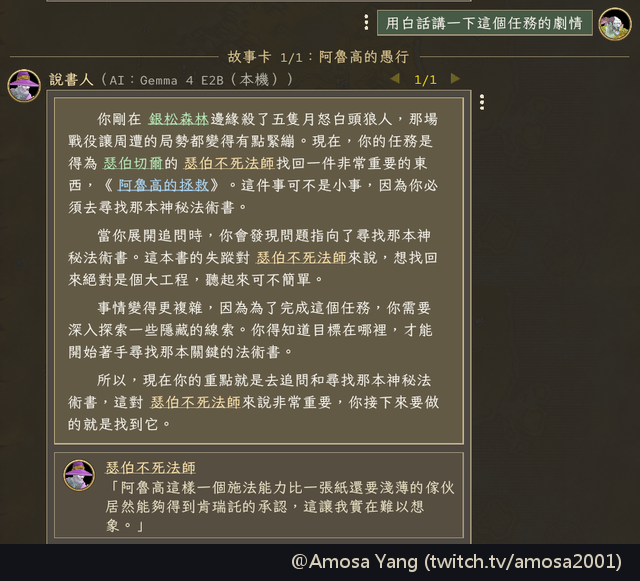 用白話講一下這個任務的劇情
故事卡 1/1：阿魯高的愚行
說書人（AI：Gemma 4 E2B（本機））
1/1
你剛在 銀松森林邊緣殺了五隻月怒白頭狼人，那場
戰役讓周遭的局勢都變得有點緊繃。現在，你的任務是
得為 瑟伯切爾的 瑟伯不死法師找回一件非常重要的東
西，《 阿魯高的拯救》。這件事可不是小事，因為你必
須去尋找那本神秘法術書。
當你展開追問時，你會發現問題指向了尋找那本神
秘法術書。這本書的失蹤對 瑟伯不死法師來說，想找回
來絕對是個大工程，聽起來可不簡單。
事情變得更複雜，因為為了完成這個任務，你需要
深入探索一些隱藏的線索。你得知道目標在哪裡，才能
開始著手尋找那本關鍵的法術書。
所以，現在你的重點就是去追問和尋找那本神秘法
術書，這對 瑟伯不死法師來說非常重要，你接下來要做
的就是找到它。
瑟伯不死法師
「阿魯高這樣一個施法能力比一張紙還要淺薄的傢伙
居然能夠得到肯瑞託的承認，這讓我實在難以想
象。」
@Amosa Yang (twitch.tv/amosa2001)